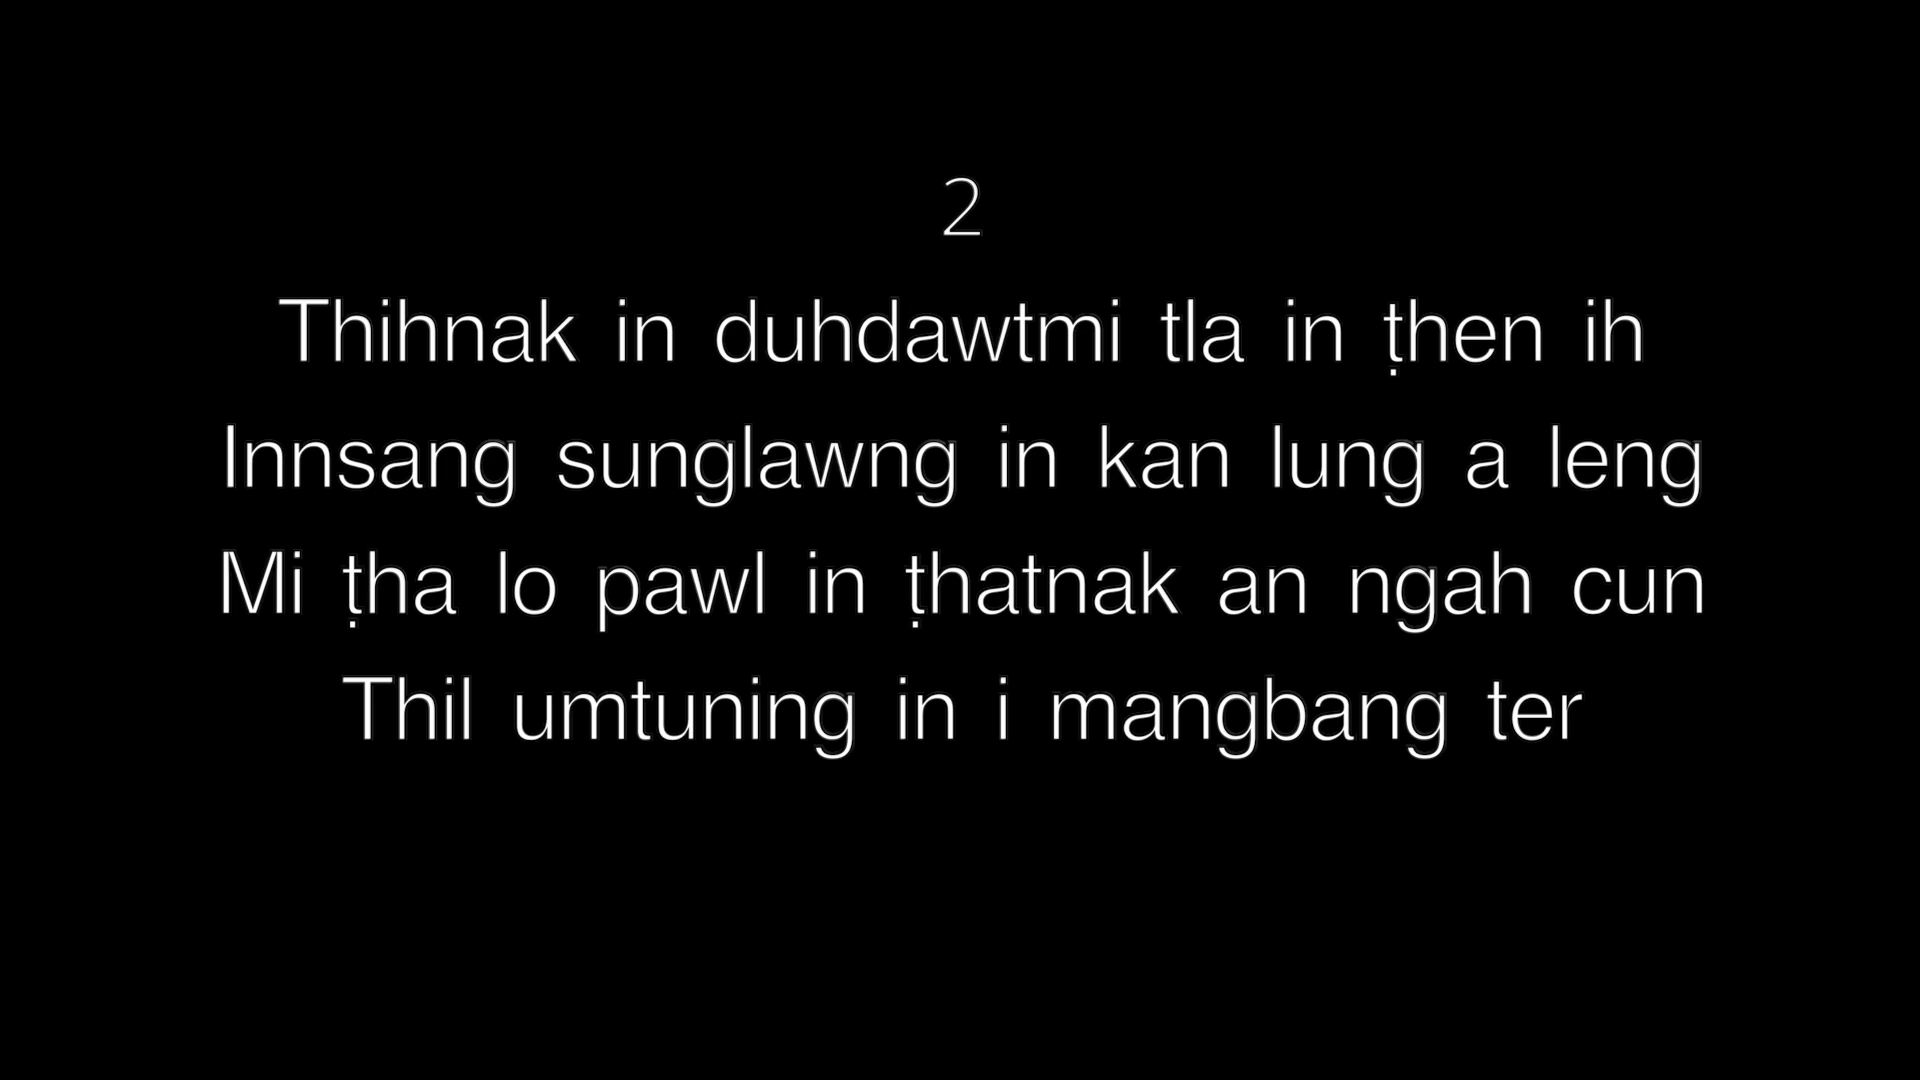 2
Thihnak in duhdawtmi tla in ṭhen ih
Innsang sunglawng in kan lung a leng
Mi ṭha lo pawl in ṭhatnak an ngah cun
Thil umtuning in i mangbang ter